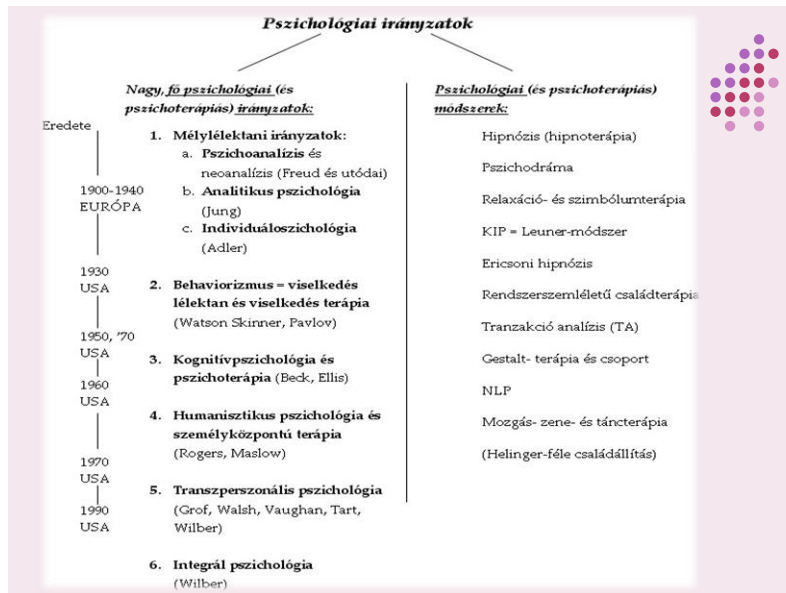 Pszichológiai irányzatok
Nagy, fő pszichológiai (és
pszichoterápiás) irányzatok:
Eredete
1900-1940
EURÓPA
1930
USA
1950, '70
USA
1960
USA
1970
USA
1990
USA
1. Mélylélektani irányzatok:
a. Pszichoanalízis és
neoanalízis (Freud és utódai)
b. Analitikus pszichológia
(Jung)
c. Individuáloszichológia
(Adler)
2. Behaviorizmus = viselkedés
lélektan és viselkedés terápia
(Watson Skinner, Pavlov)
3. Kognitívpszichológia és
pszichoterápia (Beck, Ellis)
4. Humanisztikus pszichológia és
személyközpontú terápia
(Rogers, Maslow)
5. Transzperszonális pszichológia
(Grof, Walsh, Vaughan, Tart,
Wilber)
6. Integrál pszichológia
(Wilber)
Pszichológiai (és pszichoterápiás)
módszerek:
Hipnózis (hipnoterápia)
Pszichodráma
Relaxáció- és szimbólumterápia
KIP = Leuner-módszer
Ericsoni hipnózis
Rendszerszemléletű családterápia
Tranzakció analízis (TA)
Gestalt- terápia és csoport
NLP
Mozgás- zene- és táncterápia
(Helinger-féle családállítás)